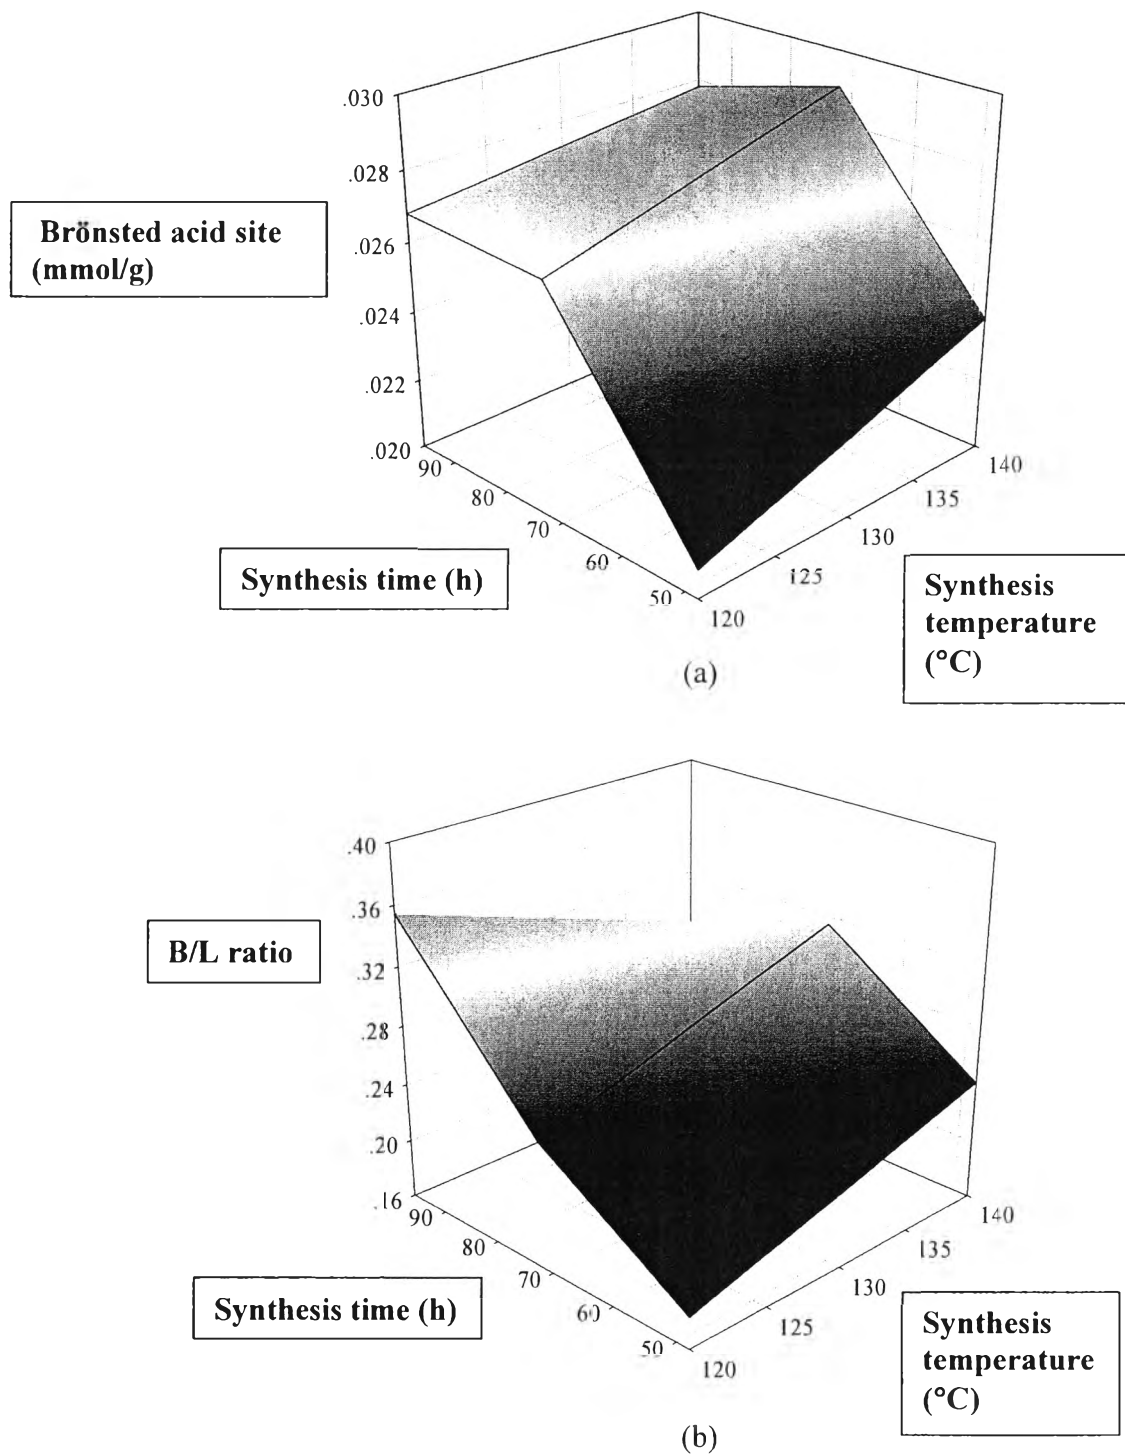 .030
.028
Brönsted acid site
(mmol/g)
.026
.024
.022
.020
90
80
70
60
50
140
135
130
125
120
Synthesis time (h)
Synthesis
temperature
(°C)
(a)
.40
.36
B/L ratio
.32
.28
.24
.20
.16
90
80
70
60
50
140
135
130
125
120
Synthesis time (h)
Synthesis
temperature
(°C)
(b)